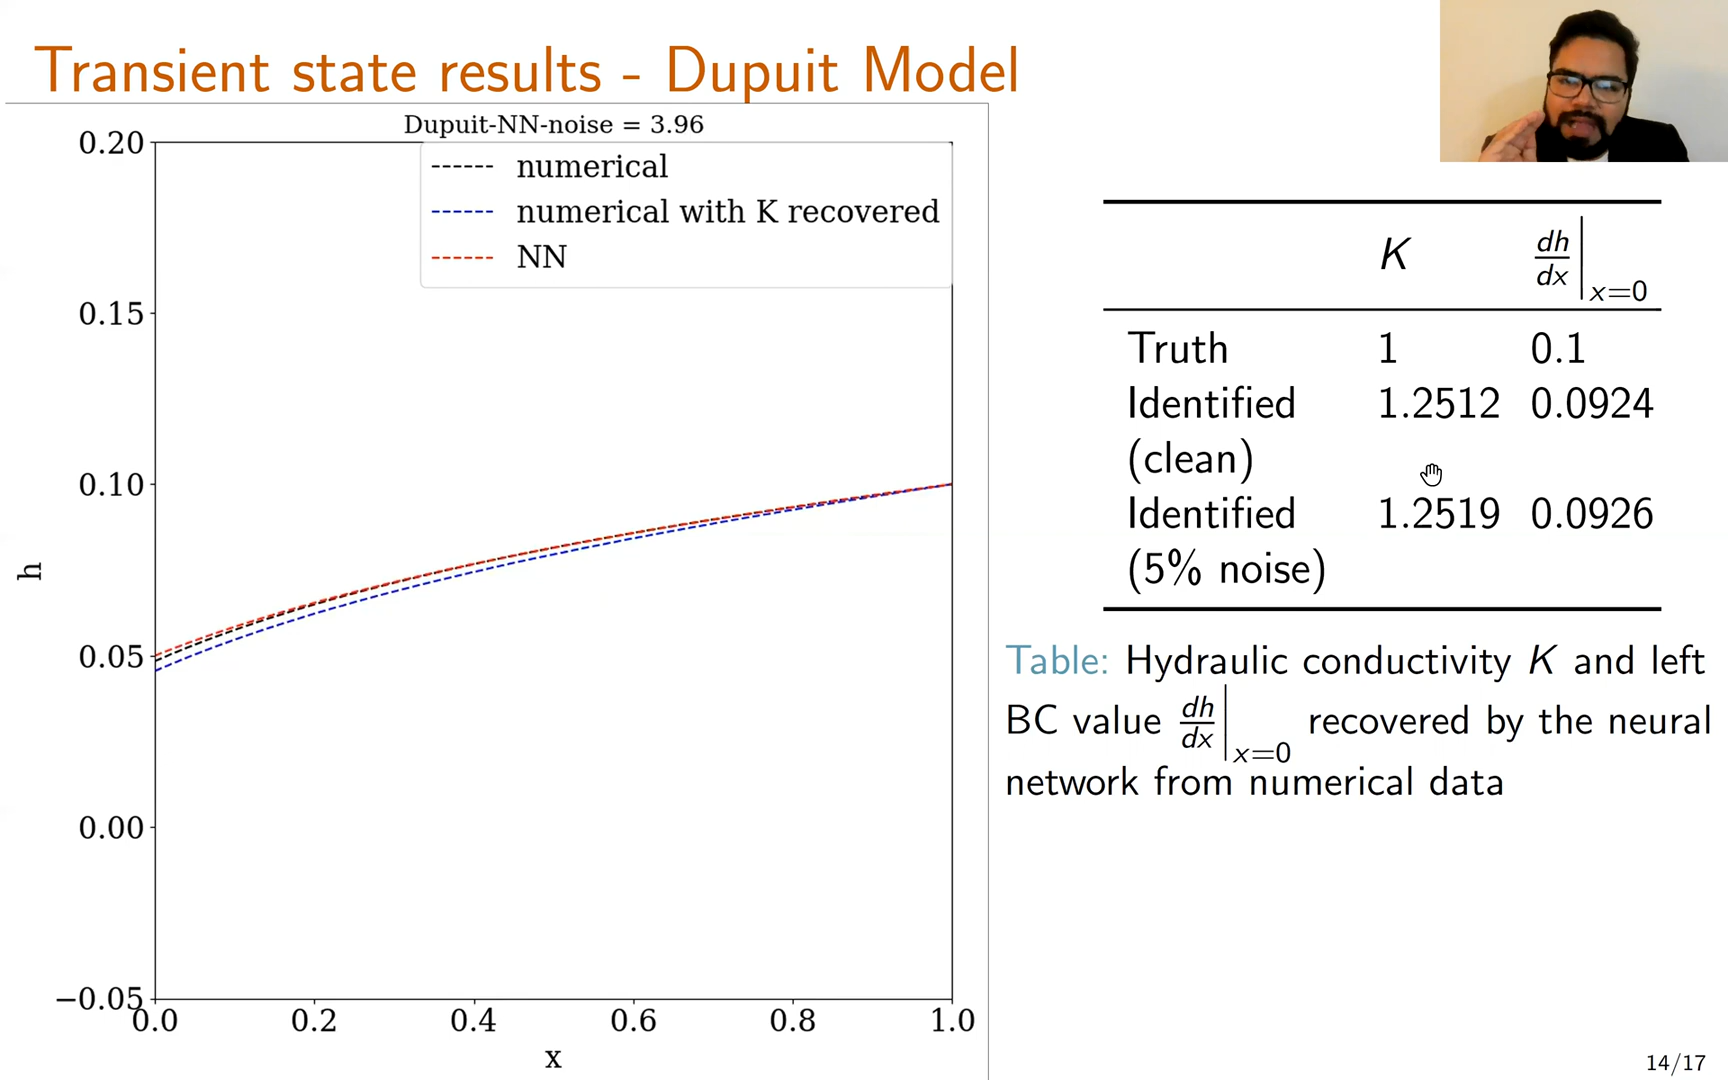 Transient state results - Dupuit Model
Dupuit-NN-noise = 3.96
numerical
numerical with K recovered
NN
0.20
0.15
0.10
0.05
0.00
−0.05
h
0.0 0.2 0.4 0.6 0.8 1.0
x
K dh/dx|x=0
Truth 1 0.1
Identified 1.2512 0.0924
(clean)
Identified 1.2519 0.0926
(5% noise)
Table: Hydraulic conductivity K and left
BC value dh/dx|x=0 recovered by the neural
network from numerical data
14/17